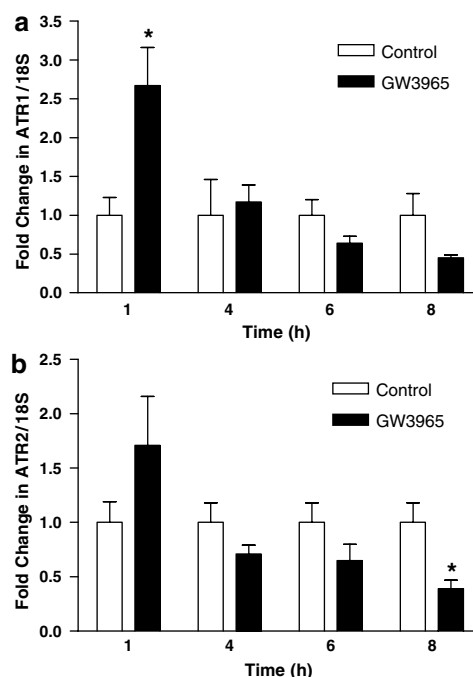 a
Fold Change in ATR1/18S
3.5
3.0
2.5
2.0
1.5
1.0
0.5
0.0
*
Control
GW3965
1 4 6 8
Time (h)
b
Fold Change in ATR2/18S
2.5
2.0
1.5
1.0
0.5
0.0
Control
GW3965
*
1 4 6 8
Time (h)